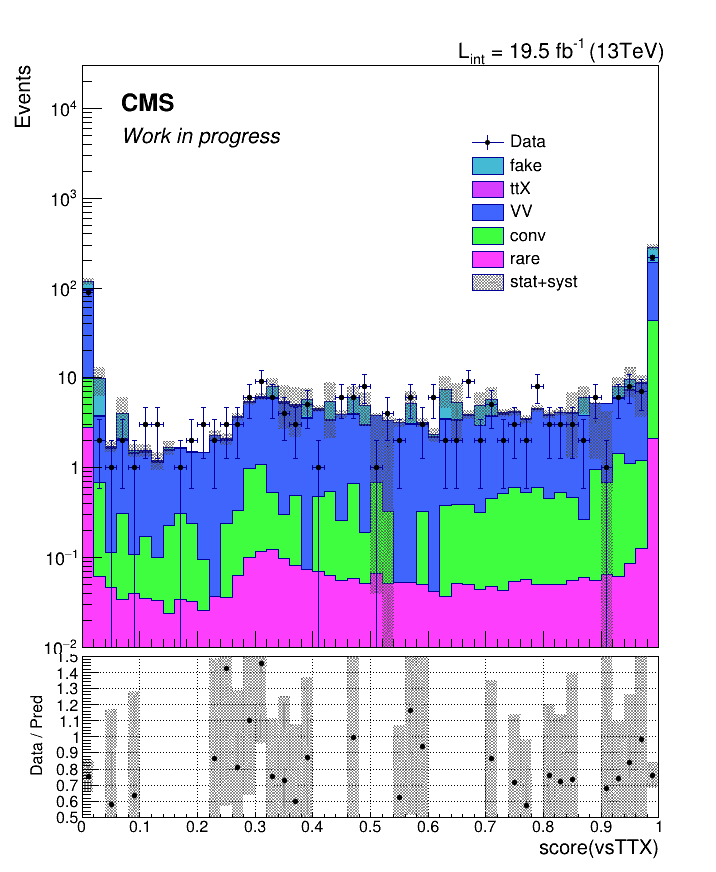 L_int = 19.5 fb^-1 (13TeV)
Events
CMS
Work in progress
Data
fake
ttX
VV
conv
rare
stat+syst
10^4
10^3
10^2
10
1
10^−1
10^−2
Data / Pred
1.5
1.4
1.3
1.2
1.1
1
0.9
0.8
0.7
0.6
0.5
0 0.1 0.2 0.3 0.4 0.5 0.6 0.7 0.8 0.9 1
score(vsTTX)